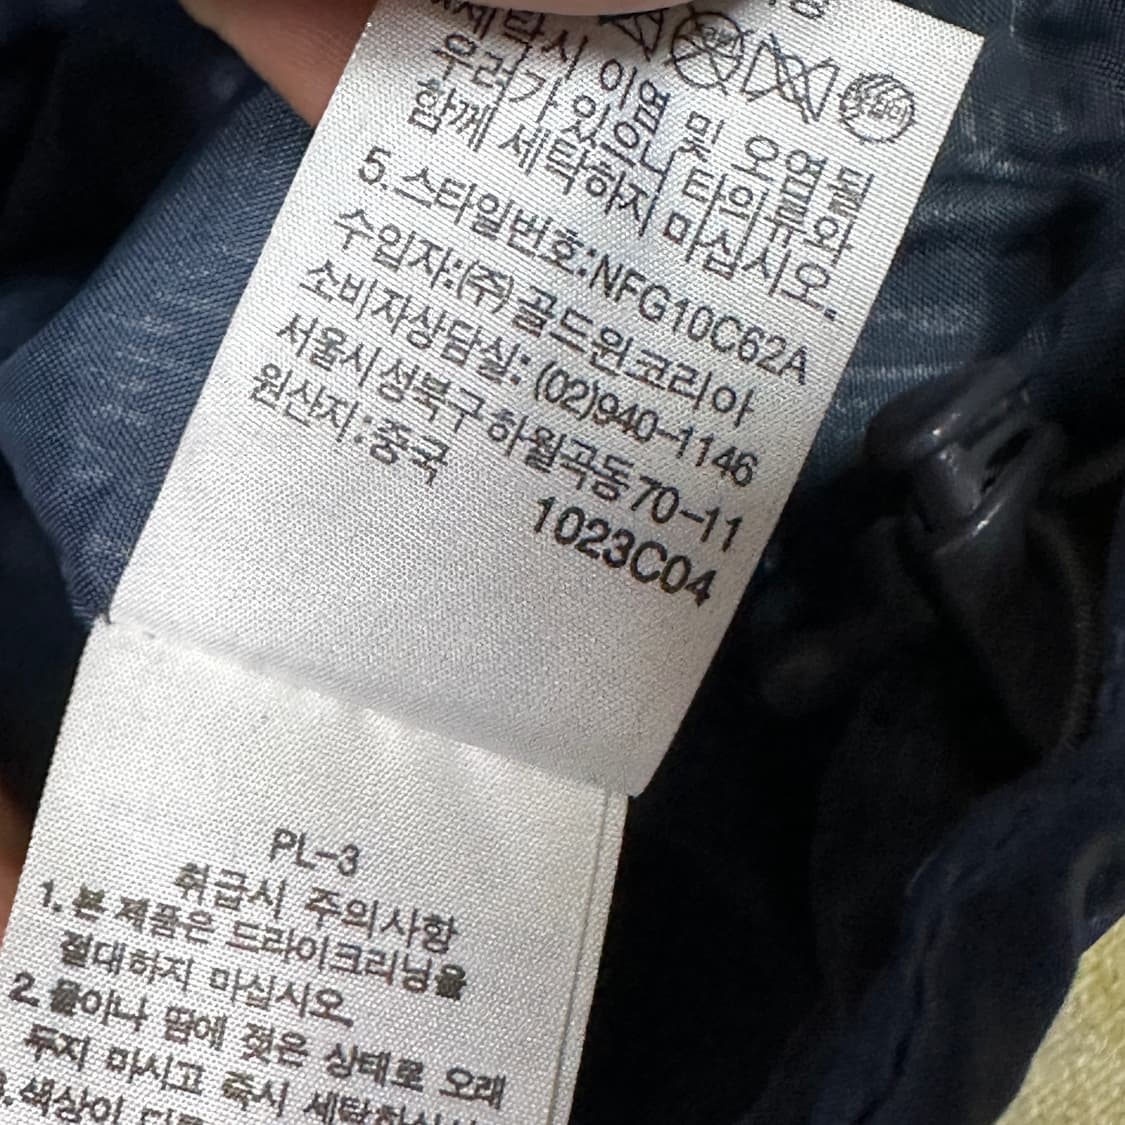 세탁시 이염 및 오염될
우려가 있으니 타의류와
함께 세탁하지 마십시오.
5.스타일번호:NFG10C62A
수입자:(주)골드윈코리아
소비자상담실:(02)940-1146
서울시성북구하월곡동70-11
원산지:중국
1023C04
PL-3
취급시 주의사항
1. 본 제품은 드라이크리닝을
절대하지 마십시오
2.물이나 땀에 젖은 상태로 오래
두지 마시고 즉시
색상이